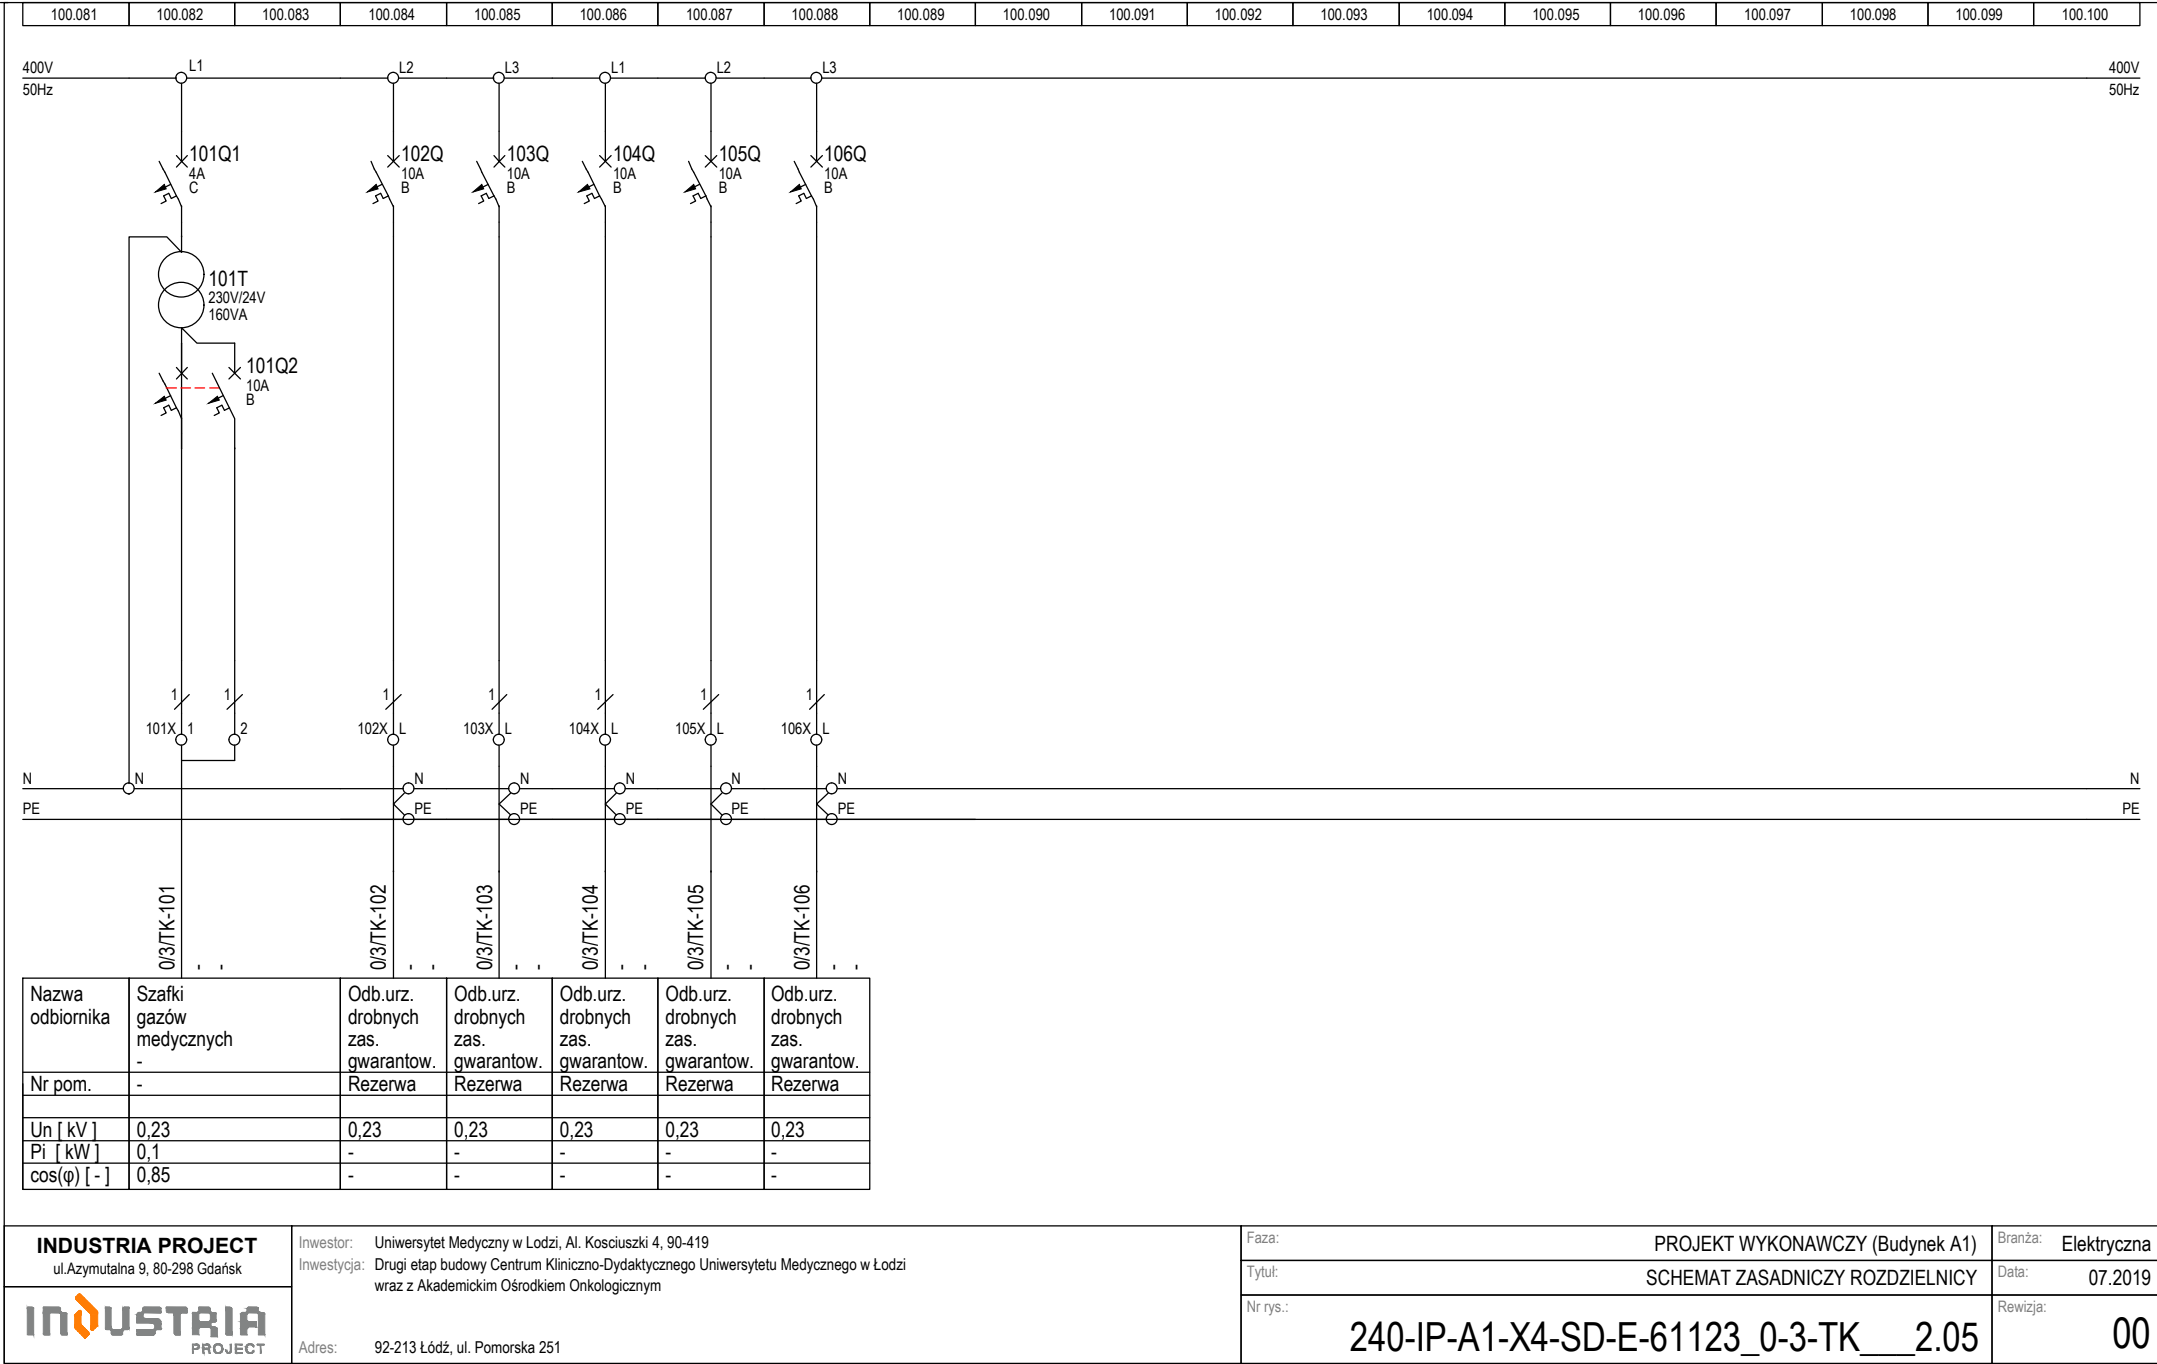 100.081 100.082 100.083 100.084 100.085 100.086 100.087 100.088 100.089 100.090 100.091 100.092 100.093 100.094 100.095 100.096 100.097 100.098 100.099 100.100
400V L1 L2 L3 L1 L2 L3 400V
50Hz 50Hz
101Q1 102Q 103Q 104Q 105Q 106Q
4A 10A 10A 10A 10A 10A
C B B B B B
101T
230V/24V
160VA
101Q2
10A
B
1 1 1 1 1 1 1
101X 1 2 102X L 103X L 104X L 105X L 106X L
N N N N N N N N
PE PE PE PE PE PE PE
0/3/TK-101 0/3/TK-102 0/3/TK-103 0/3/TK-104 0/3/TK-105 0/3/TK-106
Nazwa Szafki Odb.urz. Odb.urz. Odb.urz. Odb.urz. Odb.urz.
odbiornika gazów drobnych drobnych drobnych drobnych drobnych
medycznych zas. zas. zas. zas. zas.
- gwarantow. gwarantow. gwarantow. gwarantow. gwarantow.
Nr pom. - Rezerwa Rezerwa Rezerwa Rezerwa Rezerwa
Un [ kV ] 0,23 0,23 0,23 0,23 0,23 0,23
Pi [ kW ] 0,1 - - - - -
cos(φ) [ - ] 0,85 - - - - -
INDUSTRIA PROJECT
ul.Azymutalna 9, 80-298 Gdańsk
INDUSTRIA
PROJECT
Inwestor: Uniwersytet Medyczny w Lodzi, Al. Kosciuszki 4, 90-419
Inwestycja: Drugi etap budowy Centrum Kliniczno-Dydaktycznego Uniwersytetu Medycznego w Łodzi
wraz z Akademickim Ośrodkiem Onkologicznym
Adres: 92-213 Łódź, ul. Pomorska 251
Faza: PROJEKT WYKONAWCZY (Budynek A1)
Branża: Elektryczna
Tytuł: SCHEMAT ZASADNICZY ROZDZIELNICY
Data: 07.2019
Nr rys.: 240-IP-A1-X4-SD-E-61123_0-3-TK___2.05
Rewizja: 00